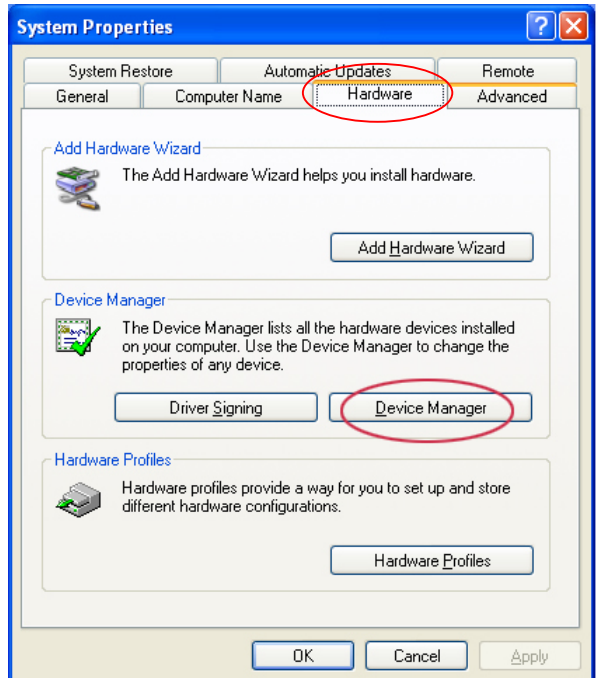 System Properties
System Restore Automatic Updates Remote
General Computer Name Hardware Advanced
Add Hardware Wizard
The Add Hardware Wizard helps you install hardware.
Add Hardware Wizard
Device Manager
The Device Manager lists all the hardware devices installed
on your computer. Use the Device Manager to change the
properties of any device.
Driver Signing Device Manager
Hardware Profiles
Hardware profiles provide a way for you to set up and store
different hardware configurations.
Hardware Profiles
OK Cancel Apply